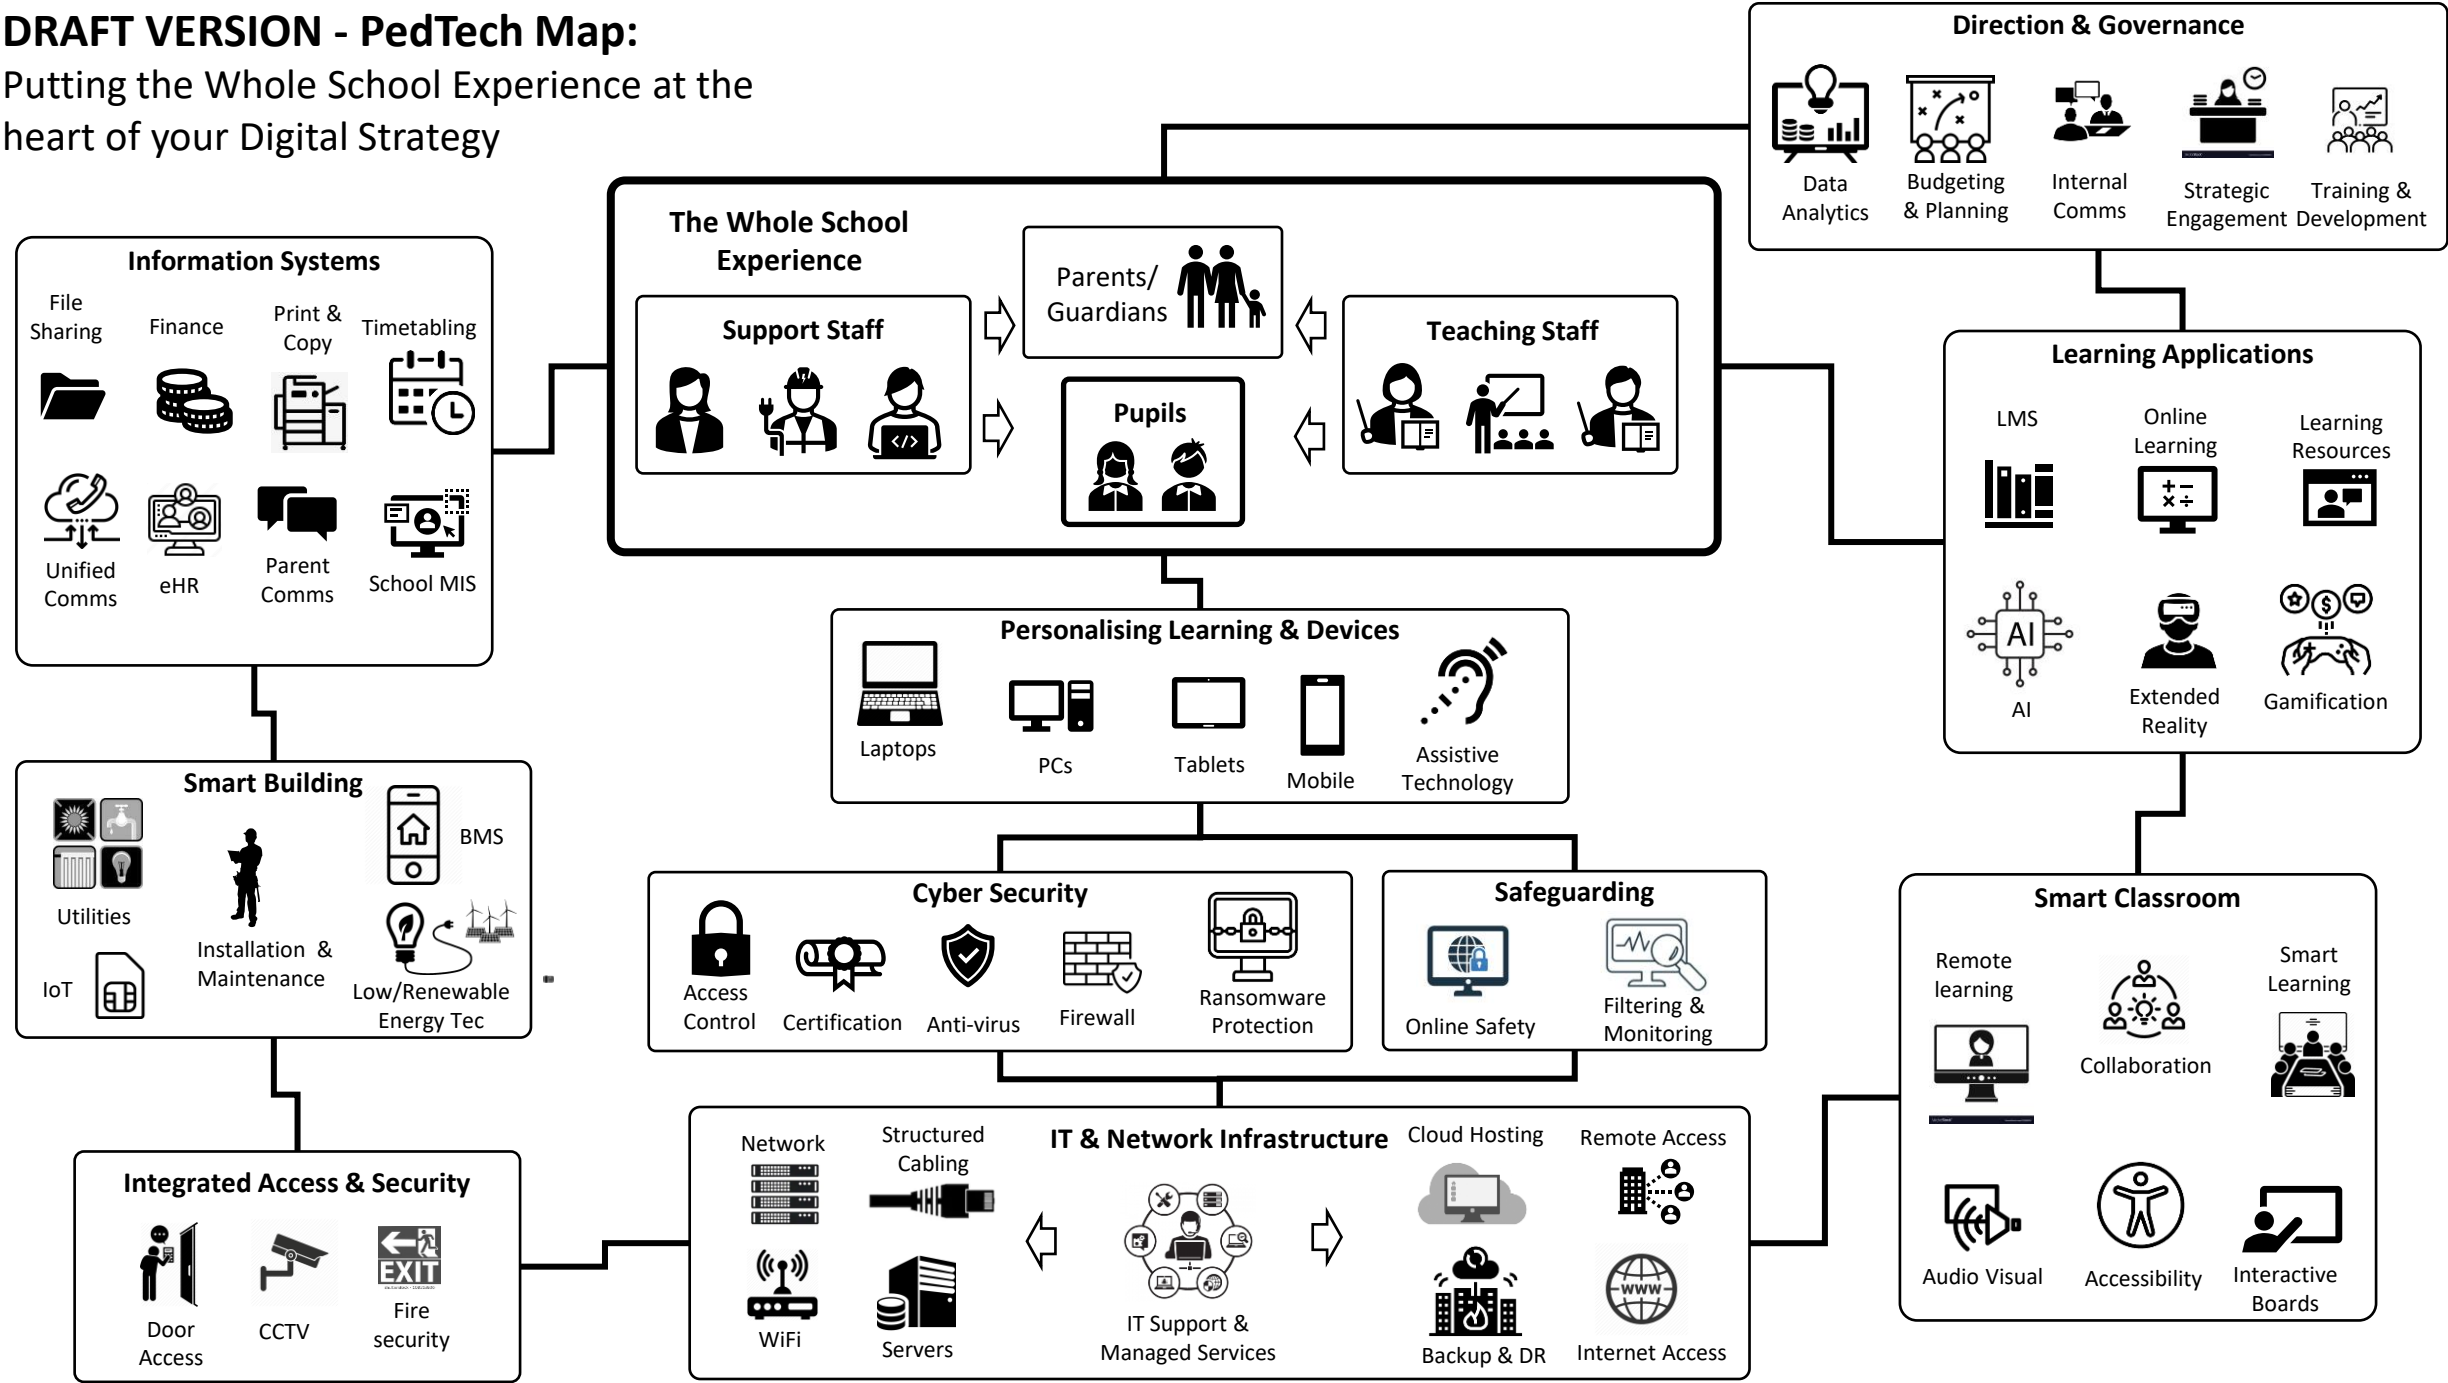 DRAFT VERSION - PedTech Map:
Putting the Whole School Experience at the
heart of your Digital Strategy
Direction & Governance
Data
Analytics
Budgeting
& Planning
Internal
Comms
Strategic
Engagement
Training &
Development
The Whole School
Experience
Parents/
Guardians
Support Staff
Teaching Staff
Pupils
Information Systems
File
Sharing
Finance
Print &
Copy
Timetabling
Unified
Comms
eHR
Parent
Comms
School MIS
Learning Applications
LMS
Online
Learning
Learning
Resources
AI
AI
Extended
Reality
Gamification
Personalising Learning & Devices
Laptops
PCs
Tablets
Mobile
Assistive
Technology
Smart Building
Utilities
Installation &
Maintenance
BMS
IoT
Low/Renewable
Energy Tec
Cyber Security
Access
Control
Certification
Anti-virus
Firewall
Ransomware
Protection
Safeguarding
Online Safety
Filtering &
Monitoring
Smart Classroom
Remote
learning
Collaboration
Smart
Learning
Audio Visual
Accessibility
Interactive
Boards
Integrated Access & Security
Door
Access
CCTV
EXIT
Fire
security
IT & Network Infrastructure
Network
Structured
Cabling
Cloud Hosting
Remote Access
WiFi
Servers
IT Support &
Managed Services
Backup & DR
WWW
Internet Access